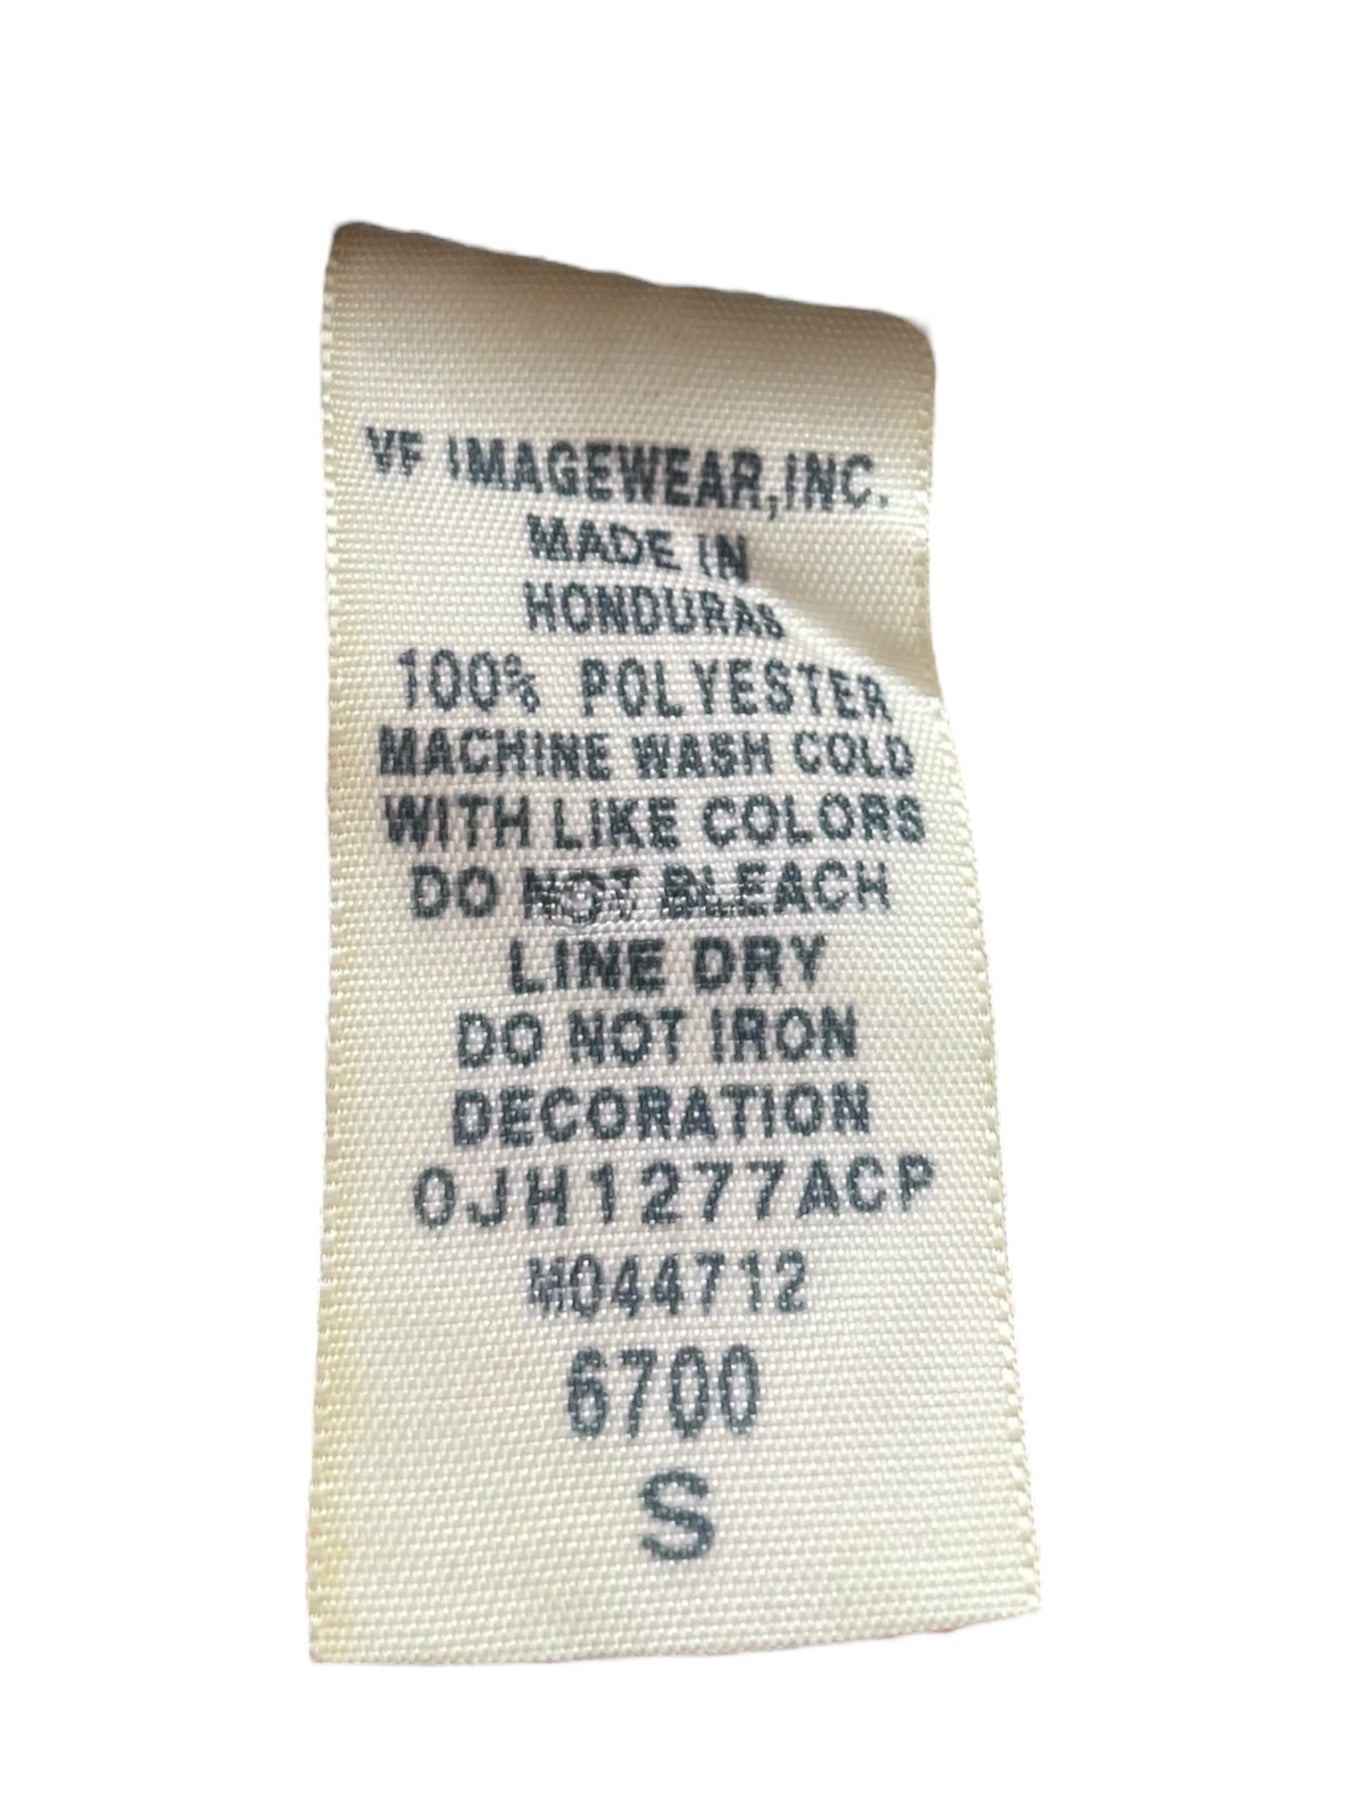 VF IMAGEWEAR,INC.
MADE IN
HONDURAS
100% POLYESTER
MACHINE WASH COLD
WITH LIKE COLORS
DO NOT BLEACH
LINE DRY
DO NOT IRON
DECORATION
0JH1277ACP
M044712
6700
S